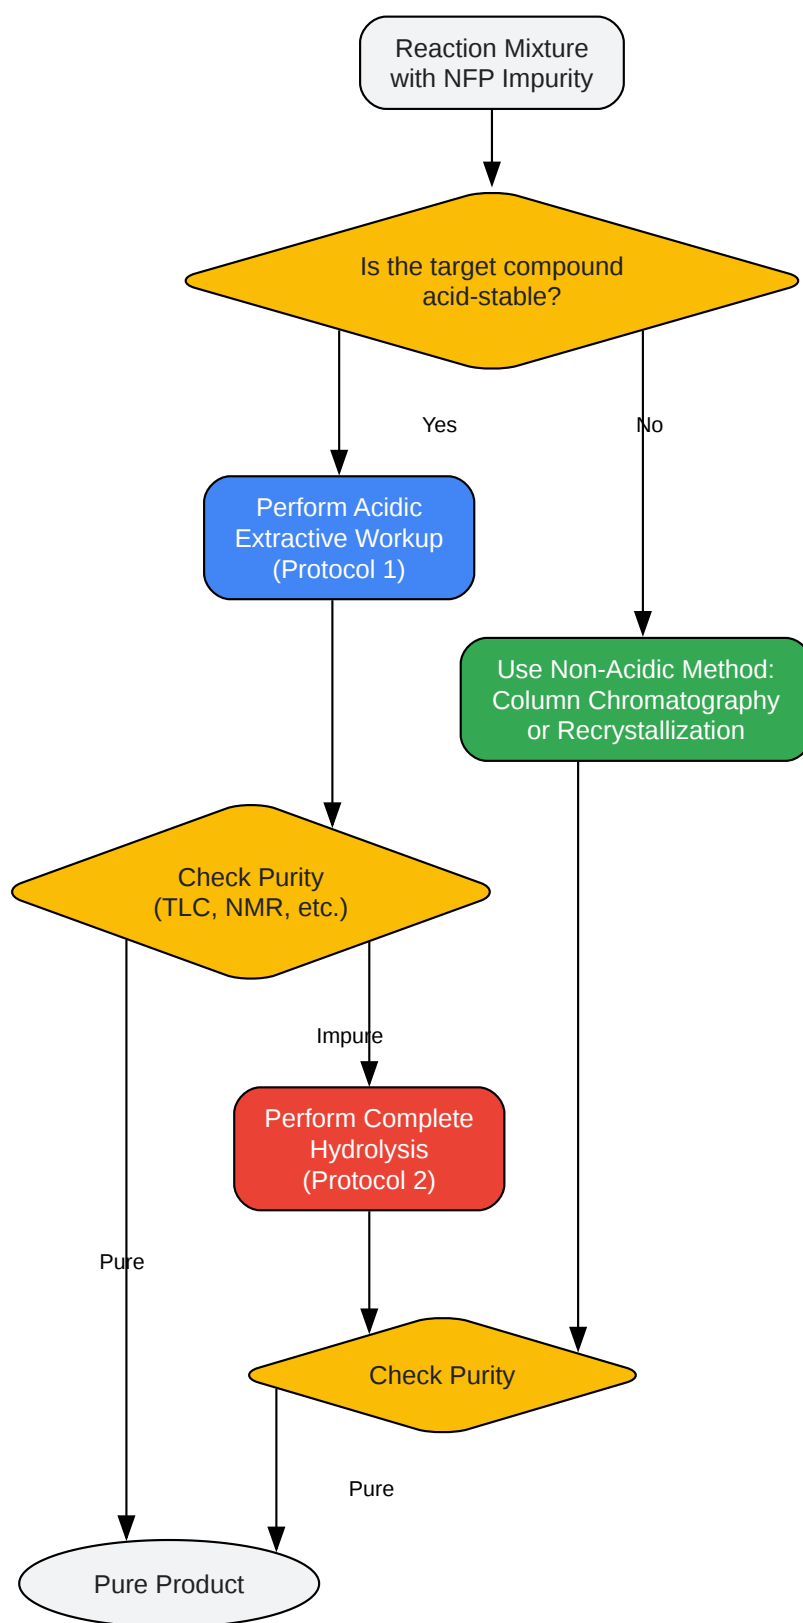 Reaction Mixture
with NFP Impurity
Is the target compound
acid-stable?
Yes
No
Perform Acidic
Extractive Workup
(Protocol 1)
Use Non-Acidic Method:
Column Chromatography
or Recrystallization
Check Purity
(TLC, NMR, etc.)
Impure
Perform Complete
Hydrolysis
(Protocol 2)
Pure
Check Purity
Pure
Pure Product